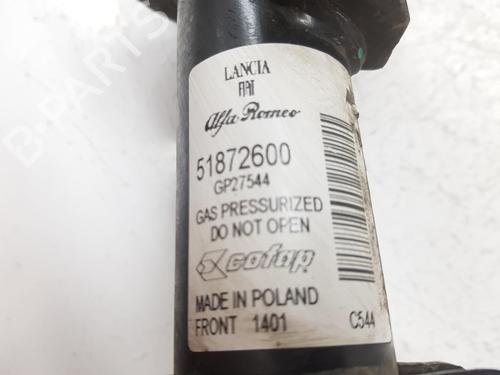 B-PARTS
LANCIA
FIAT
Alfa-Romeo
51872600
GP27544
GAS PRESSURIZED
DO NOT OPEN
cofap
MADE IN POLAND
FRONT 1401 C544